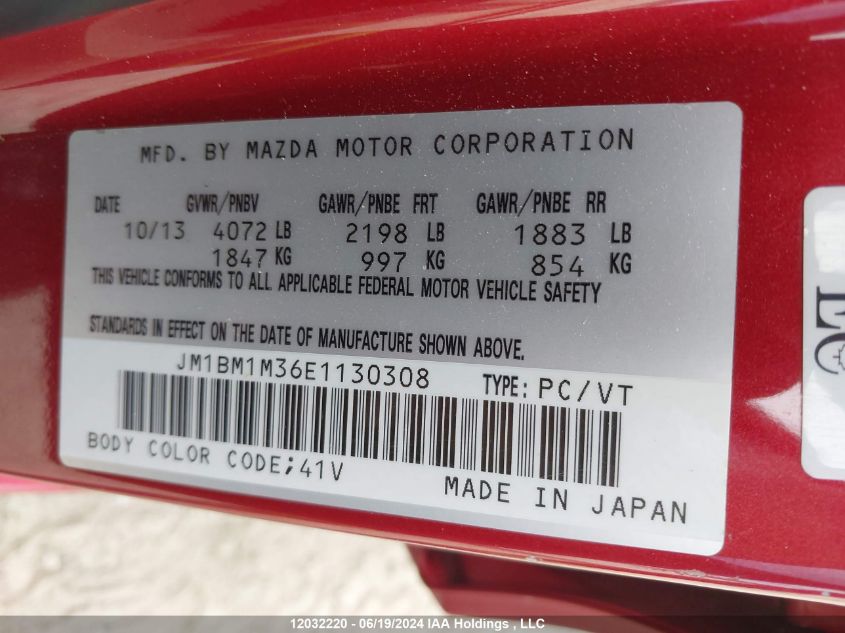 MFD. BY MAZDA MOTOR CORPORATION
DATE GVWR/PNBV GAWR/PNBE FRT GAWR/PNBE RR
10/13 4072 LB 2198 LB 1883 LB
1847 KG 997 KG 854 KG
THIS VEHICLE CONFORMS TO ALL APPLICABLE FEDERAL MOTOR VEHICLE SAFETY
STANDARDS IN EFFECT ON THE DATE OF MANUFACTURE SHOWN ABOVE.
JM1BM1M36E1130308 TYPE: PC/VT
BODY COLOR CODE;41V
MADE IN JAPAN
12032220 - 06/19/2024 IAA Holdings , LLC